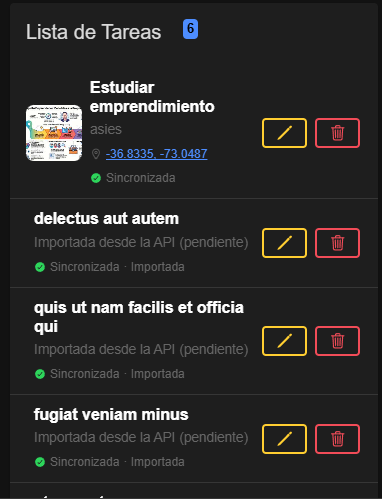 Lista de Tareas 6
Estudiar
emprendimiento
asies
-36.8335, -73.0487
Sincronizada
delectus aut autem
Importada desde la API (pendiente)
Sincronizada · Importada
quis ut nam facilis et officia
qui
Importada desde la API (pendiente)
Sincronizada · Importada
fugiat veniam minus
Importada desde la API (pendiente)
Sincronizada · Importada